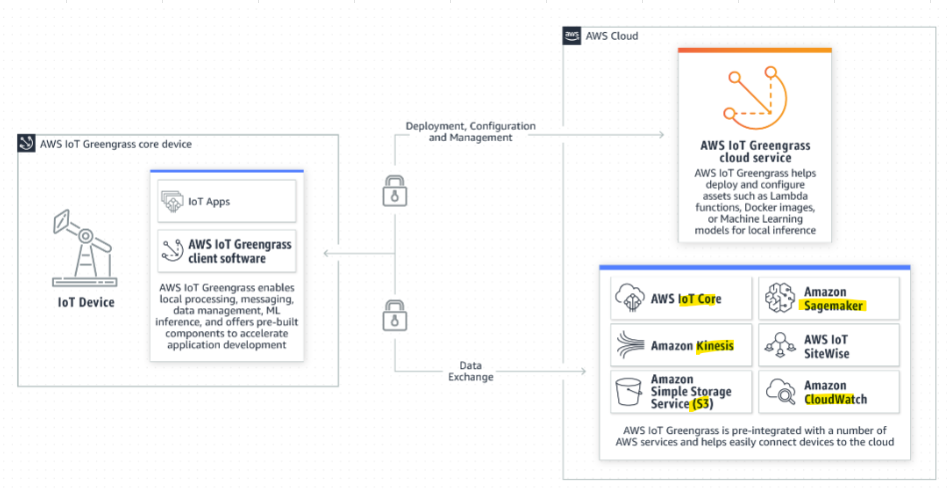 aws AWS Cloud
AWS IoT Greengrass
cloud service
AWS IoT Greengrass helps
deploy and configure
assets such as Lambda
functions, Docker images,
or Machine Learning
models for local inference
Deployment, Configuration
and Management
AWS IoT Greengrass core device
IoT Device
IoT Apps
AWS IoT Greengrass
client software
AWS IoT Greengrass enables
local processing, messaging,
data management, ML
inference, and offers pre-built
components to accelerate
application development
Data
Exchange
AWS IoT Core
Amazon
Sagemaker
Amazon Kinesis
AWS IoT
SiteWise
Amazon
Simple Storage
Service (S3)
Amazon
CloudWatch
AWS IoT Greengrass is pre-integrated with a number of
AWS services and helps easily connect devices to the cloud